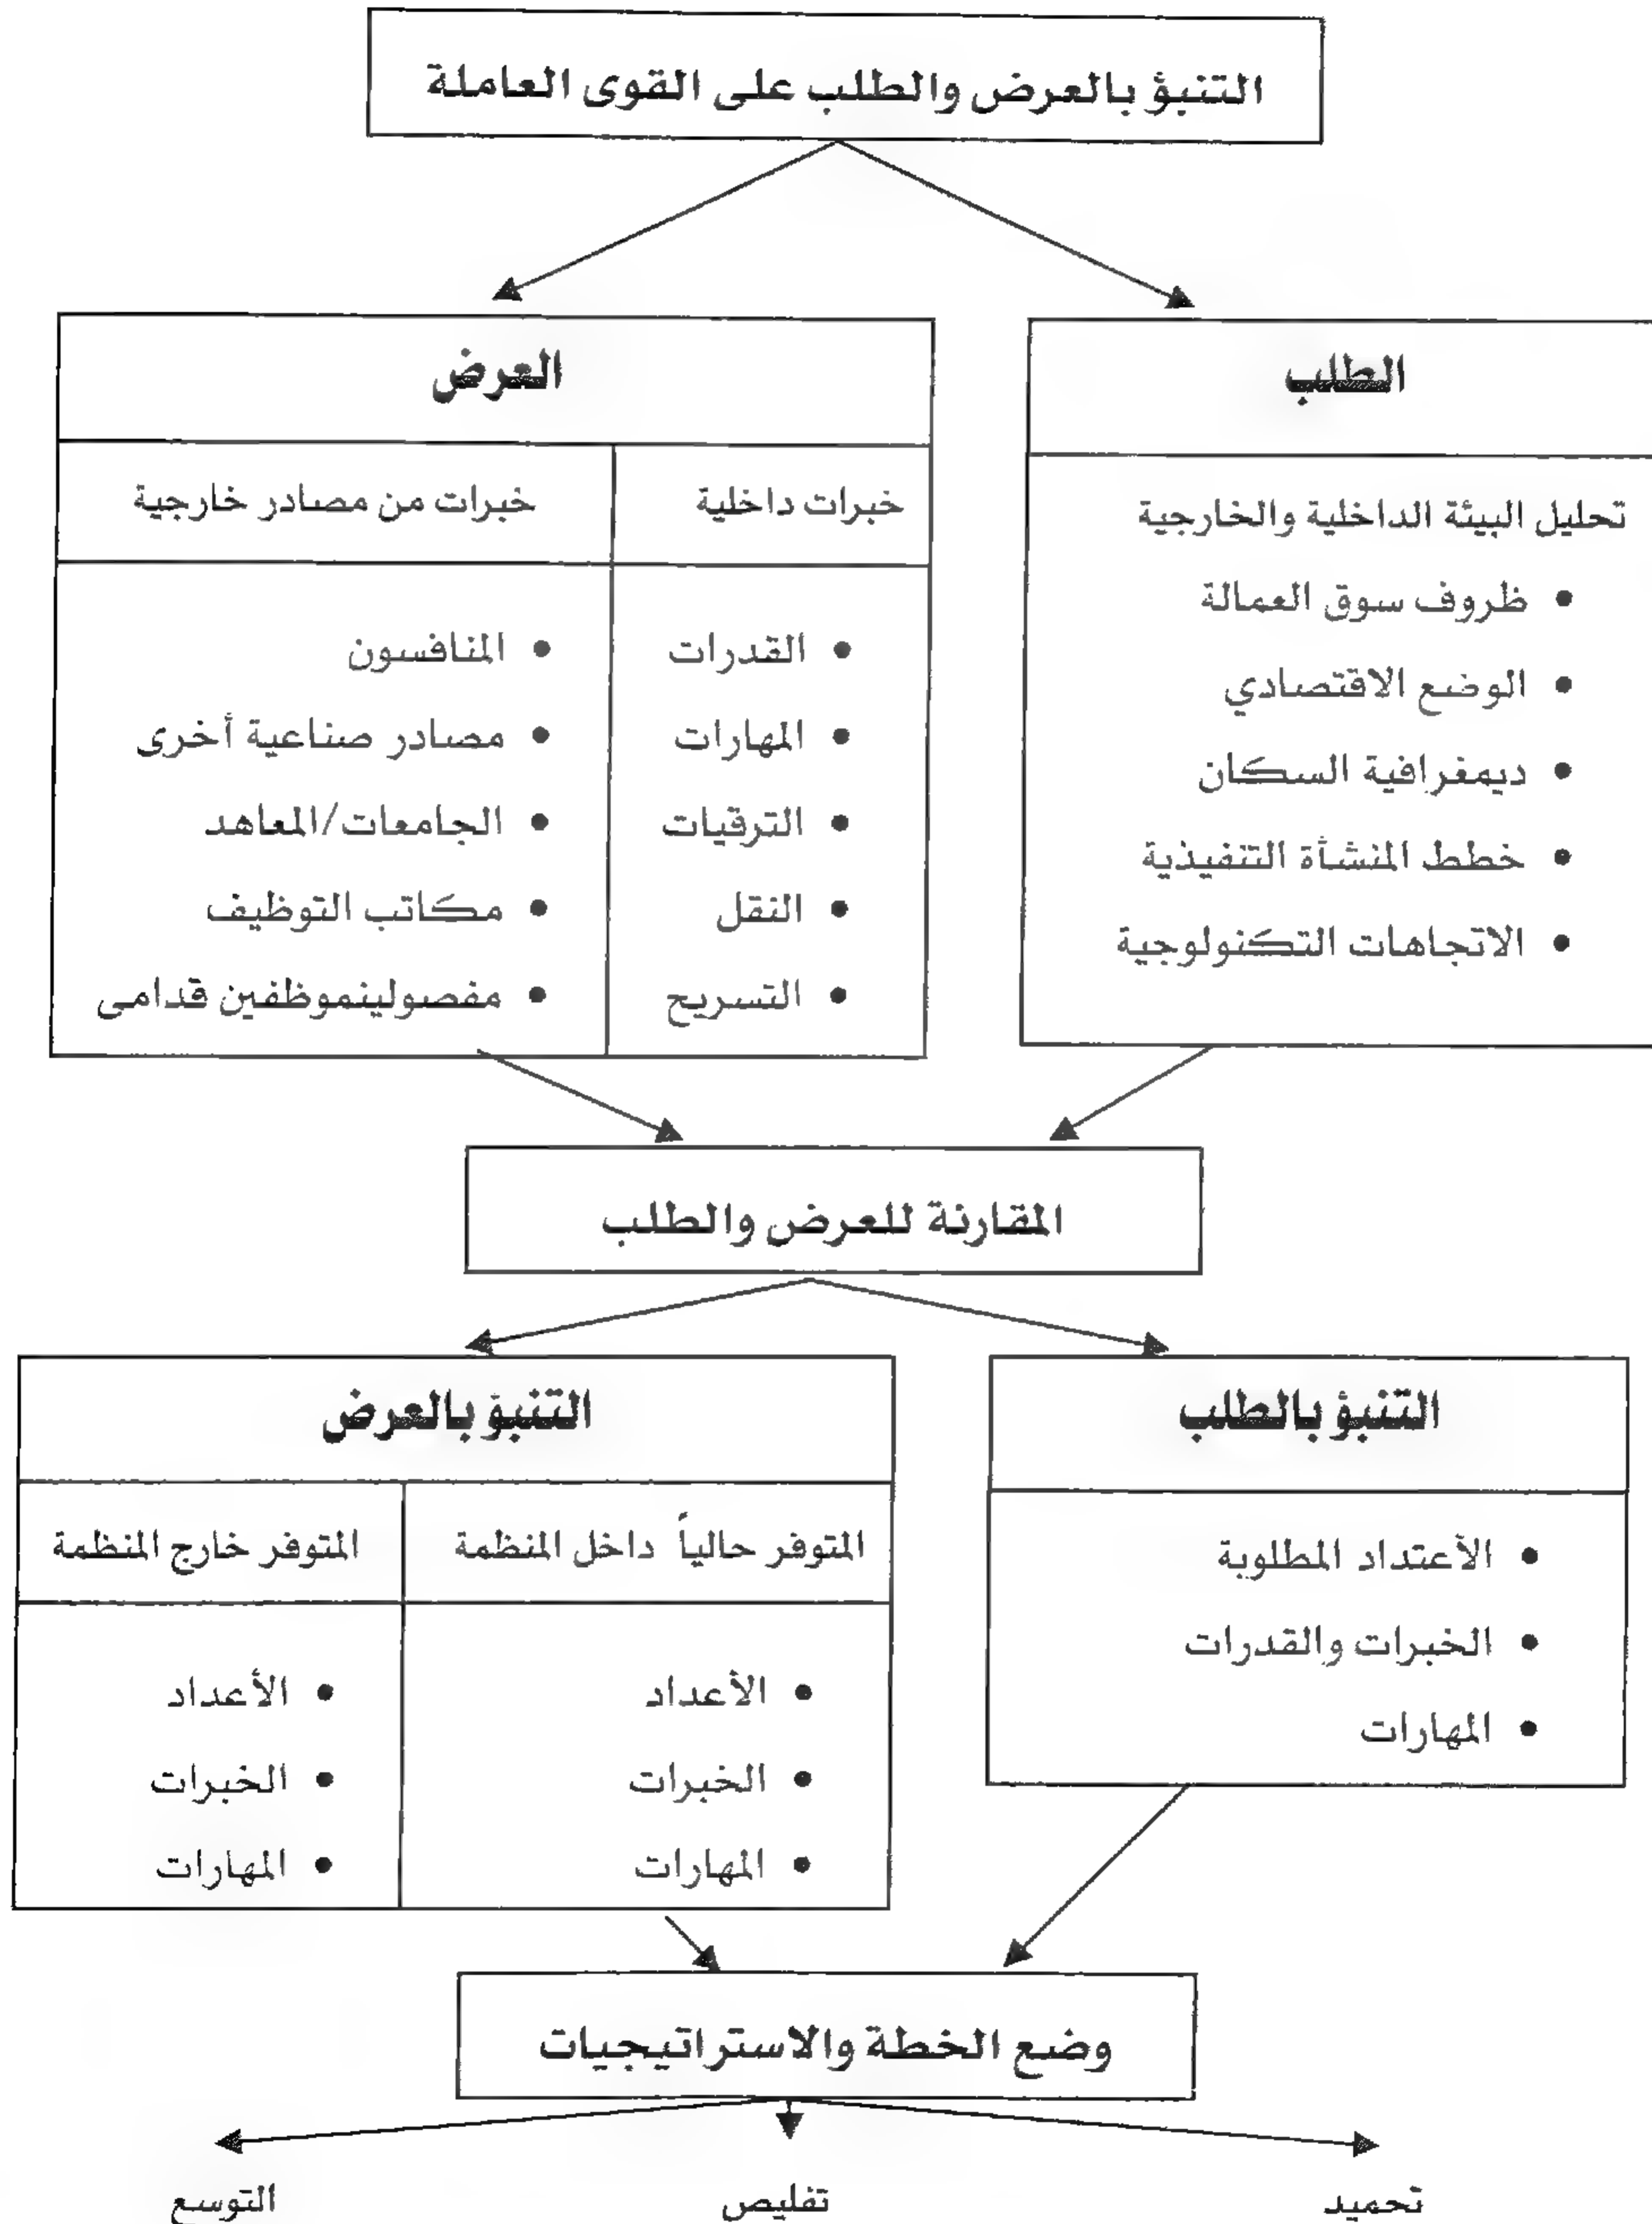 التنبؤ بالعرض والطلب على القوى العاملة
الطلب
تحليل البيئة الداخلية والخارجية
• ظروف سوق العمالة
• الوضع الاقتصادي
• ديمغرافية السكان
• خطط المنشأة التنفيذية
• الاتجاهات التكنولوجية
العرض
خبرات داخلية
• القدرات
• المهارات
• الترقيات
• النقل
• التسريح
خبرات من مصادر خارجية
• المنافسون
• مصادر صناعية أخرى
• الجامعات/المعاهد
• مكاتب التوظيف
• مفصولينموظفين قدامى
المقارنة للعرض والطلب
التنبؤ بالطلب
• الأعتداد المطلوبة
• الخبرات والقدرات
• المهارات
التنبؤ بالعرض
المتوفر حالياً داخل المنظمة
• الأعداد
• الخبرات
• المهارات
المتوفر خارج المنظمة
• الأعداد
• الخبرات
• المهارات
وضع الخطة والاستراتيجيات
تحميد
تفليص
التوسع